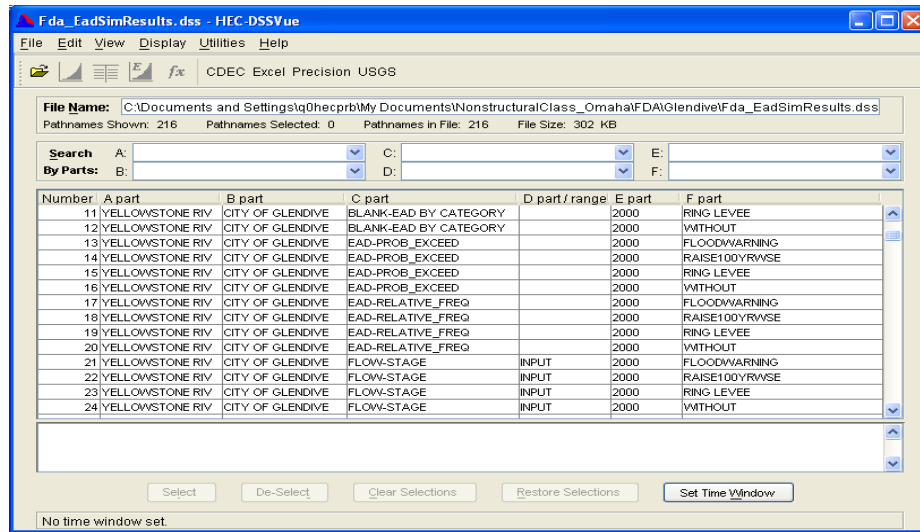 Fda_EadSimResults.dss - HEC-DSSVue
File Edit View Display Utilities Help
E fx CDEC Excel Precision USGS
File Name: C:\Documents and Settings\q0hecprb\My Documents\NonstructuralClass_Omaha\FDA\Glendive\Fda_EadSimResults.dss
Pathnames Shown: 216 Pathnames Selected: 0 Pathnames in File: 216 File Size: 302 KB
Search A: C: E:
By Parts: B: D: F:
Number A part B part C part D part / range E part F part
11 YELLOWSTONE RIV CITY OF GLENDIVE BLANK-EAD BY CATEGORY 2000 RING LEVEE
12 YELLOWSTONE RIV CITY OF GLENDIVE BLANK-EAD BY CATEGORY 2000 WITHOUT
13 YELLOWSTONE RIV CITY OF GLENDIVE EAD-PROB_EXCEED 2000 FLOODWARNING
14 YELLOWSTONE RIV CITY OF GLENDIVE EAD-PROB_EXCEED 2000 RAISE100YRWSE
15 YELLOWSTONE RIV CITY OF GLENDIVE EAD-PROB_EXCEED 2000 RING LEVEE
16 YELLOWSTONE RIV CITY OF GLENDIVE EAD-PROB_EXCEED 2000 WITHOUT
17 YELLOWSTONE RIV CITY OF GLENDIVE EAD-RELATIVE_FREQ 2000 FLOODWARNING
18 YELLOWSTONE RIV CITY OF GLENDIVE EAD-RELATIVE_FREQ 2000 RAISE100YRWSE
19 YELLOWSTONE RIV CITY OF GLENDIVE EAD-RELATIVE_FREQ 2000 RING LEVEE
20 YELLOWSTONE RIV CITY OF GLENDIVE EAD-RELATIVE_FREQ 2000 WITHOUT
21 YELLOWSTONE RIV CITY OF GLENDIVE FLOW-STAGE INPUT 2000 FLOODWARNING
22 YELLOWSTONE RIV CITY OF GLENDIVE FLOW-STAGE INPUT 2000 RAISE100YRWSE
23 YELLOWSTONE RIV CITY OF GLENDIVE FLOW-STAGE INPUT 2000 RING LEVEE
24 YELLOWSTONE RIV CITY OF GLENDIVE FLOW-STAGE INPUT 2000 WITHOUT
Select De-Select Clear Selections Restore Selections Set Time Window
No time window set.